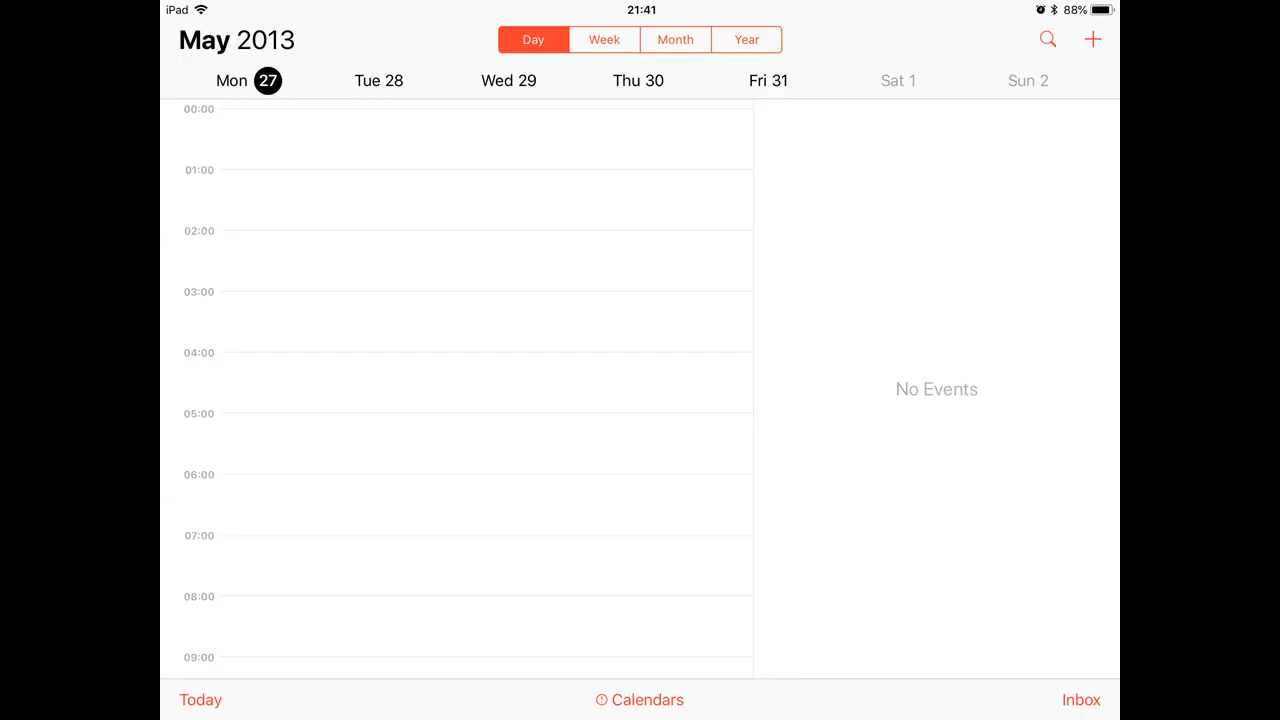 iPad 21:41 88%
May 2013 Day Week Month Year
Mon 27 Tue 28 Wed 29 Thu 30 Fri 31 Sat 1 Sun 2
00:00
01:00
02:00
03:00
04:00
No Events
05:00
06:00
07:00
08:00
09:00
Today Calendars Inbox